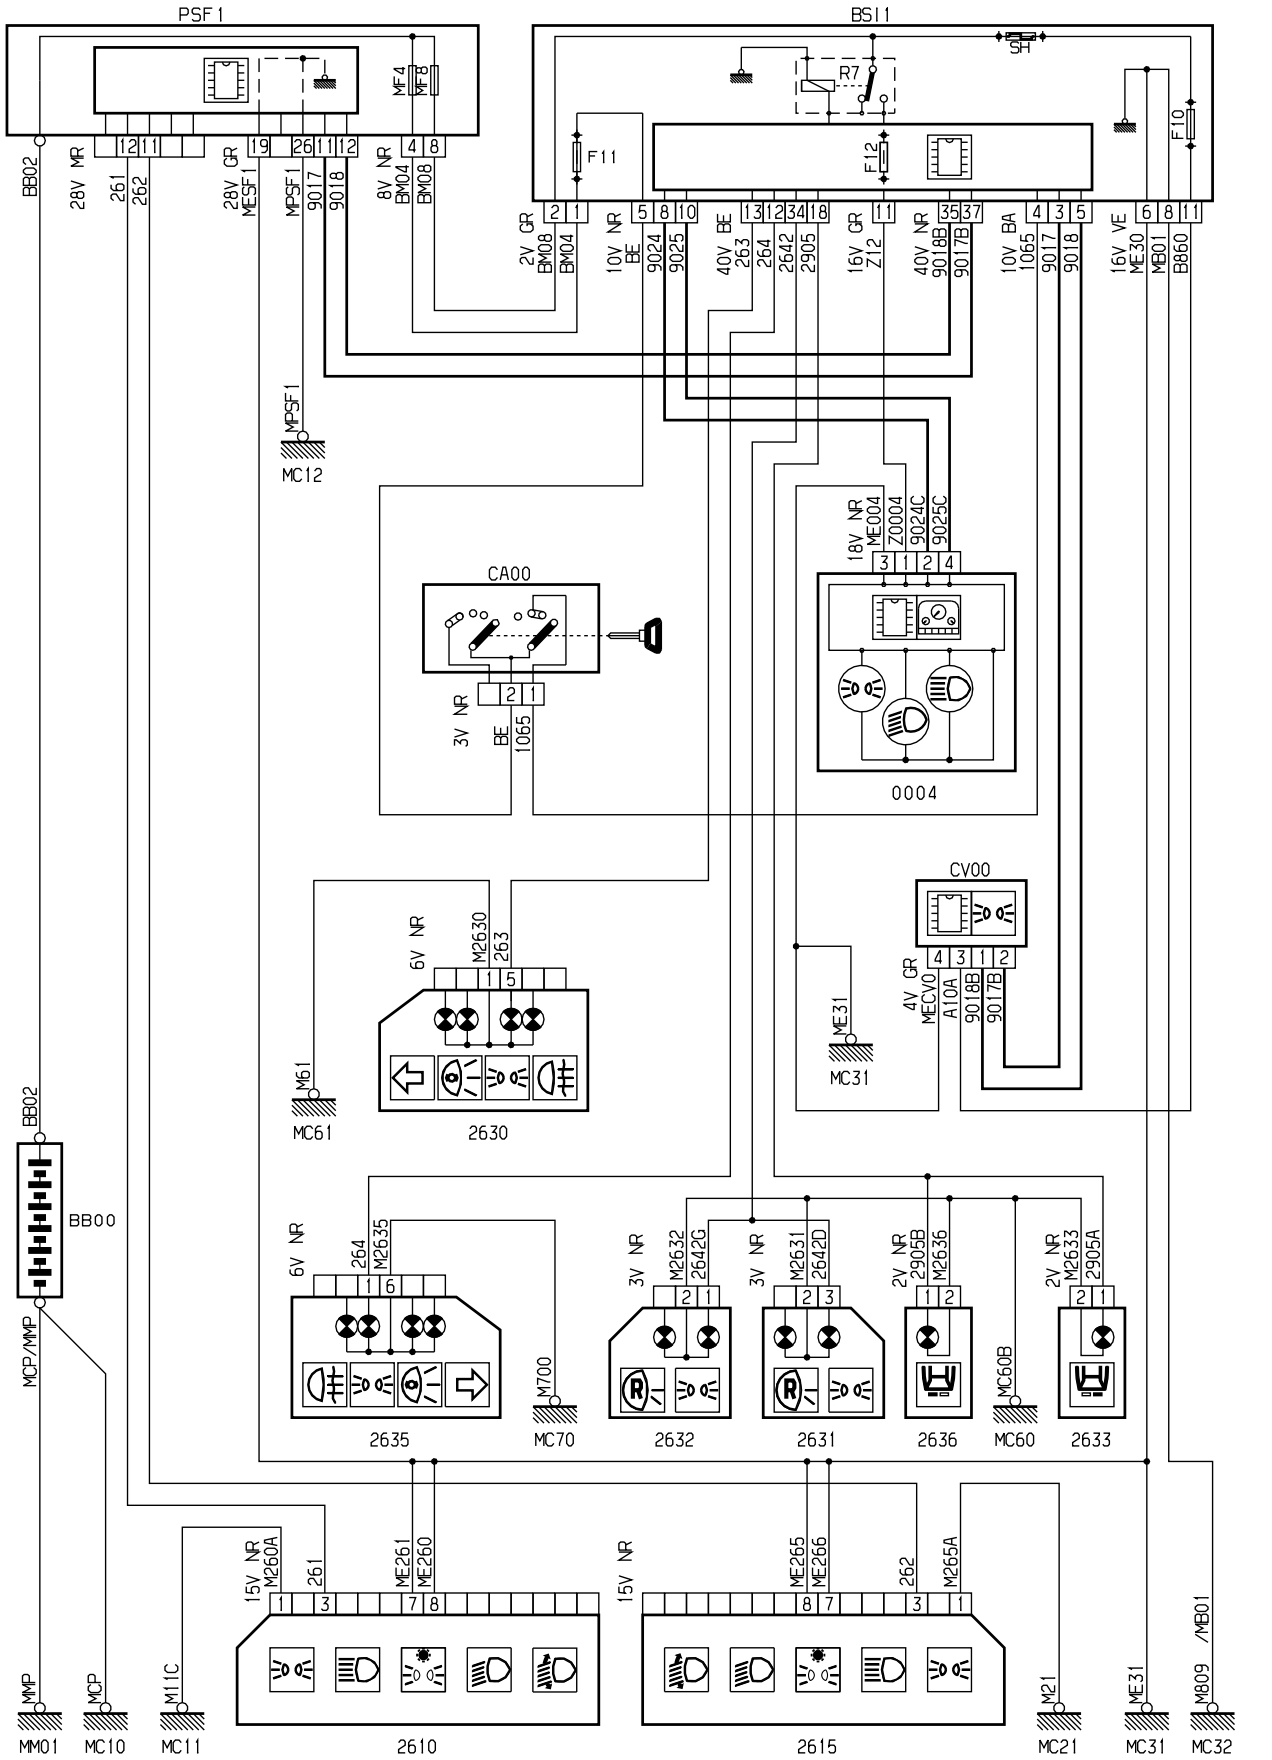 PSF1
BSI1
SH
R7
MF4
MF8
F11
F12
F10
12 11
19 26 11 12
4 8
2 1
5 8 10
13 12 34 18
11
35 37
4 3 5
6 8 11
BB02
28V MR
261
262
28V GR
MESF1
MPSF1
9017
9018
8V NR
BM04
BM08
2V GR
BM08
BM04
10V NR
BE
9024
9025
40V BE
263
264
2642
2905
16V GR
Z12
40V NR
9018B
9017B
10V BA
1065
9017
9018
16V VE
ME30
MB01
B860
MPSF1
MC12
18V NR
ME004
Z0004
9024C
9025C
3 1 2 4
0004
CA00
2 1
3V NR
BE
1065
CV00
4 3 1 2
4V GR
MECV0
A10A
9018B
9017B
6V NR
M2630
263
1 5
2630
M61
MC61
ME31
MC31
BB02
BB00
MCP/MMP
6V NR
264
M2635
1 6
2635
M700
MC70
3V NR
M2632
2642G
2 1
R
2632
3V NR
M2631
2642D
2 3
R
2631
2V NR
2905B
M2636
1 2
2636
MC60B
MC60
2V NR
M2633
2905A
2 1
2633
15V NR
M260A
261
ME261
ME260
1 3 7 8
2610
15V NR
ME265
ME266
262
M265A
8 7 3 1
2615
MMP
MM01
MCP
MC10
M11C
MC11
M21
MC21
ME31
MC31
M809 /MB01
MC32